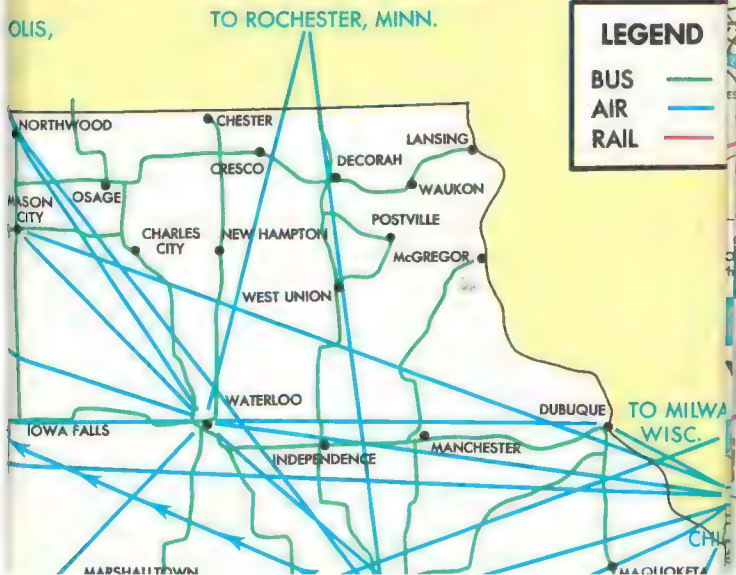 OLIS,
TO ROCHESTER, MINN.
LEGEND
BUS
AIR
RAIL
NORTHWOOD
CHESTER
LANSING
CRESCO
DECORAH
OSAGE
WAUKON
MASON
CITY
CHARLES
CITY
NEW HAMPTON
POSTVILLE
McGREGOR
WEST UNION
WATERLOO
DUBUQUE
TO MILWA
WISC.
IOWA FALLS
INDEPENDENCE
MANCHESTER
CHI
MARSHALLTOWN
MAQUOKETA